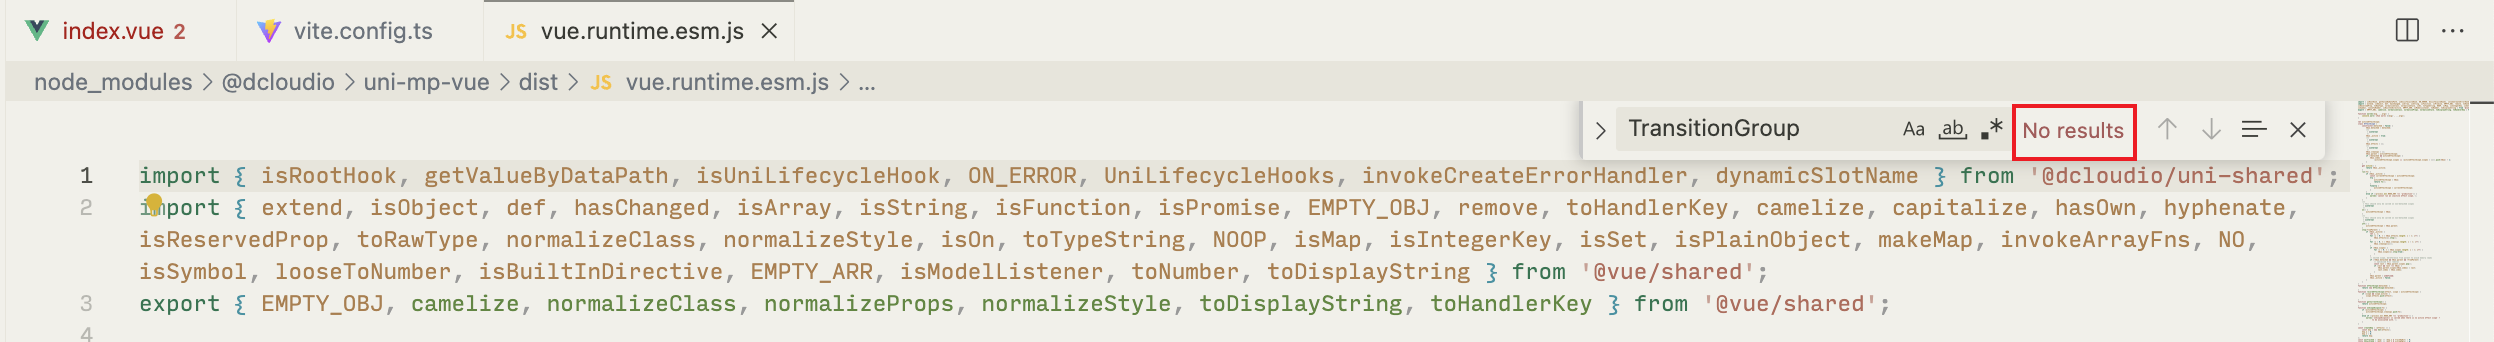 index.vue 2 vite.config.ts JS vue.runtime.esm.js
node_modules > @dcloudio > uni-mp-vue > dist > JS vue.runtime.esm.js > ...
TransitionGroup Aa ab .* No results
1 import { isRootHook, getValueByDataPath, isUniLifecycleHook, ON_ERROR, UniLifecycleHooks, invokeCreateErrorHandler, dynamicSlotName } from '@dcloudio/uni-shared';
2 import { extend, isObject, def, hasChanged, isArray, isString, isFunction, isPromise, EMPTY_OBJ, remove, toHandlerKey, camelize, capitalize, hasOwn, hyphenate,
isReservedProp, toRawType, normalizeClass, normalizeStyle, isOn, toTypeString, NOOP, isMap, isIntegerKey, isSet, isPlainObject, makeMap, invokeArrayFns, NO,
isSymbol, looseToNumber, isBuiltInDirective, EMPTY_ARR, isModelListener, toNumber, toDisplayString } from '@vue/shared';
3 export { EMPTY_OBJ, camelize, normalizeClass, normalizeProps, normalizeStyle, toDisplayString, toHandlerKey } from '@vue/shared';
4